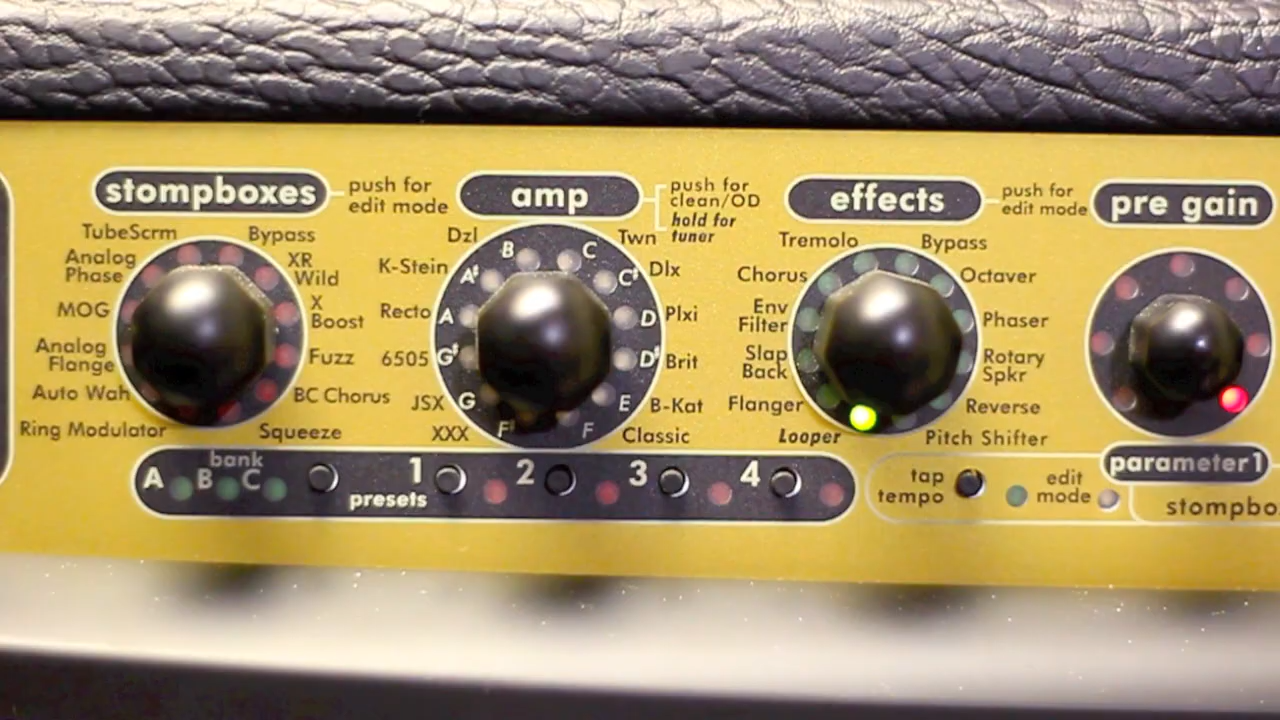 stompboxes
push for
edit mode
TubeScrm
Bypass
Analog
Phase
XR
Wild
MOG
X
Boost
Analog
Flange
Fuzz
Auto Wah
BC Chorus
Ring Modulator
Squeeze
amp
push for
clean/OD
hold for
tuner
Dzl
Twn
K-Stein
Dlx
Recto
Plxi
6505
Brit
JSX
B-Kat
XXX
Classic
B
C
A♯
C♯
A
D
G♯
D♯
G
E
F♯
F
effects
push for
edit mode
Tremolo
Bypass
Chorus
Octaver
Env
Filter
Phaser
Slap
Back
Rotary
Spkr
Flanger
Reverse
Looper
Pitch Shifter
pre gain
bank
A B C
presets
1 2 3 4
tap
tempo
edit
mode
parameter1
stompbo